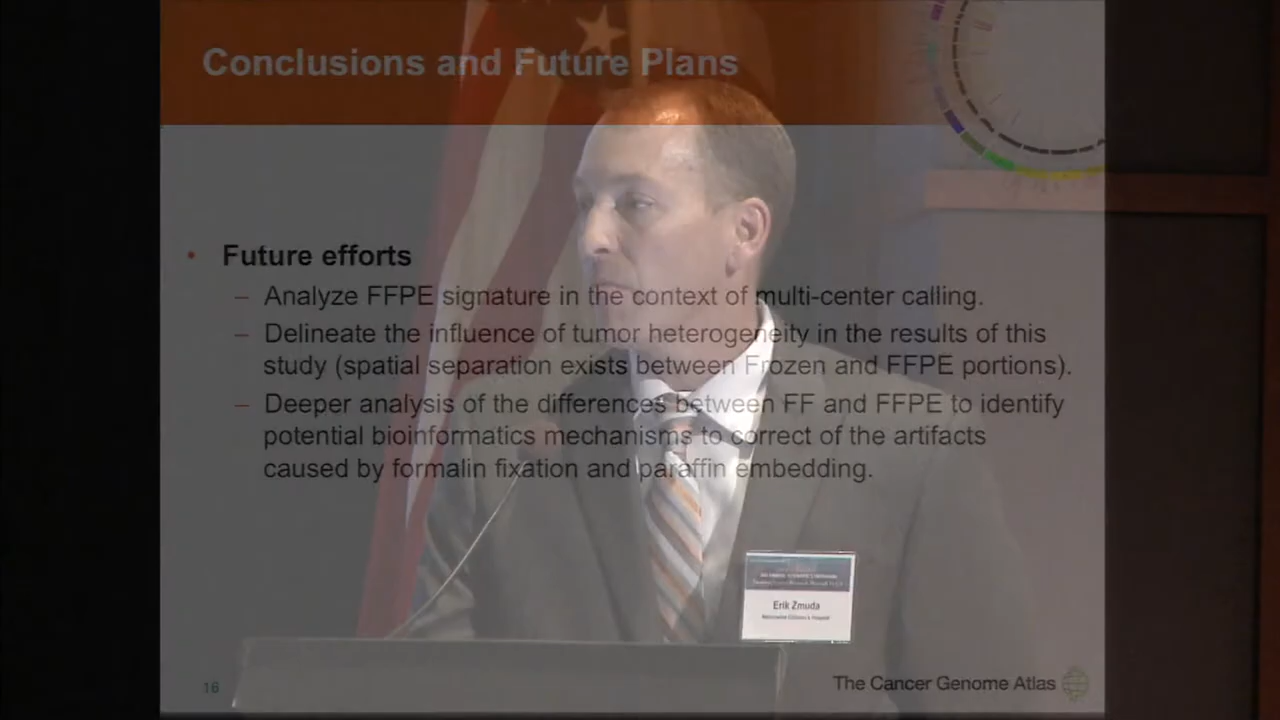 Conclusions and Future Plans
• Future efforts
– Analyze FFPE signature in the context of multi-center calling.
– Delineate the influence of tumor heterogeneity in the results of this
study (spatial separation exists between Frozen and FFPE portions).
– Deeper analysis of the differences between FF and FFPE to identify
potential bioinformatics mechanisms to correct of the artifacts
caused by formalin fixation and paraffin embedding.
Erik Zmuda
Nationwide Children's Hospital
16
The Cancer Genome Atlas